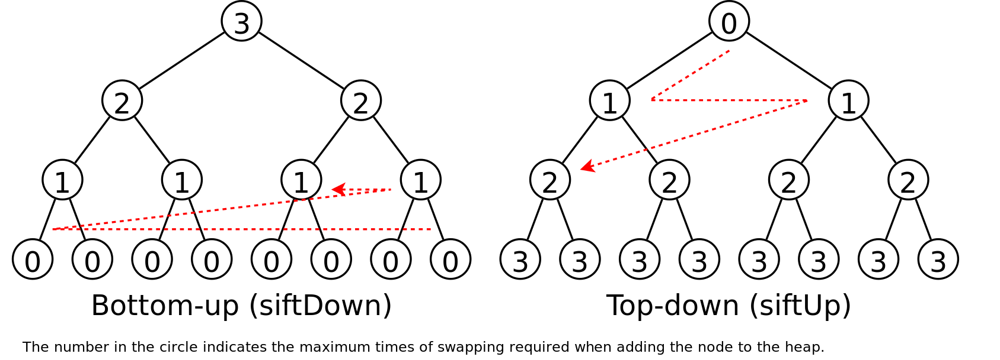 3
0
2 2
1 1
1 1 1 1
2 2 2 2
0 0 0 0 0 0 0 0
3 3 3 3 3 3 3 3
Bottom-up (siftDown)
Top-down (siftUp)
The number in the circle indicates the maximum times of swapping required when adding the node to the heap.